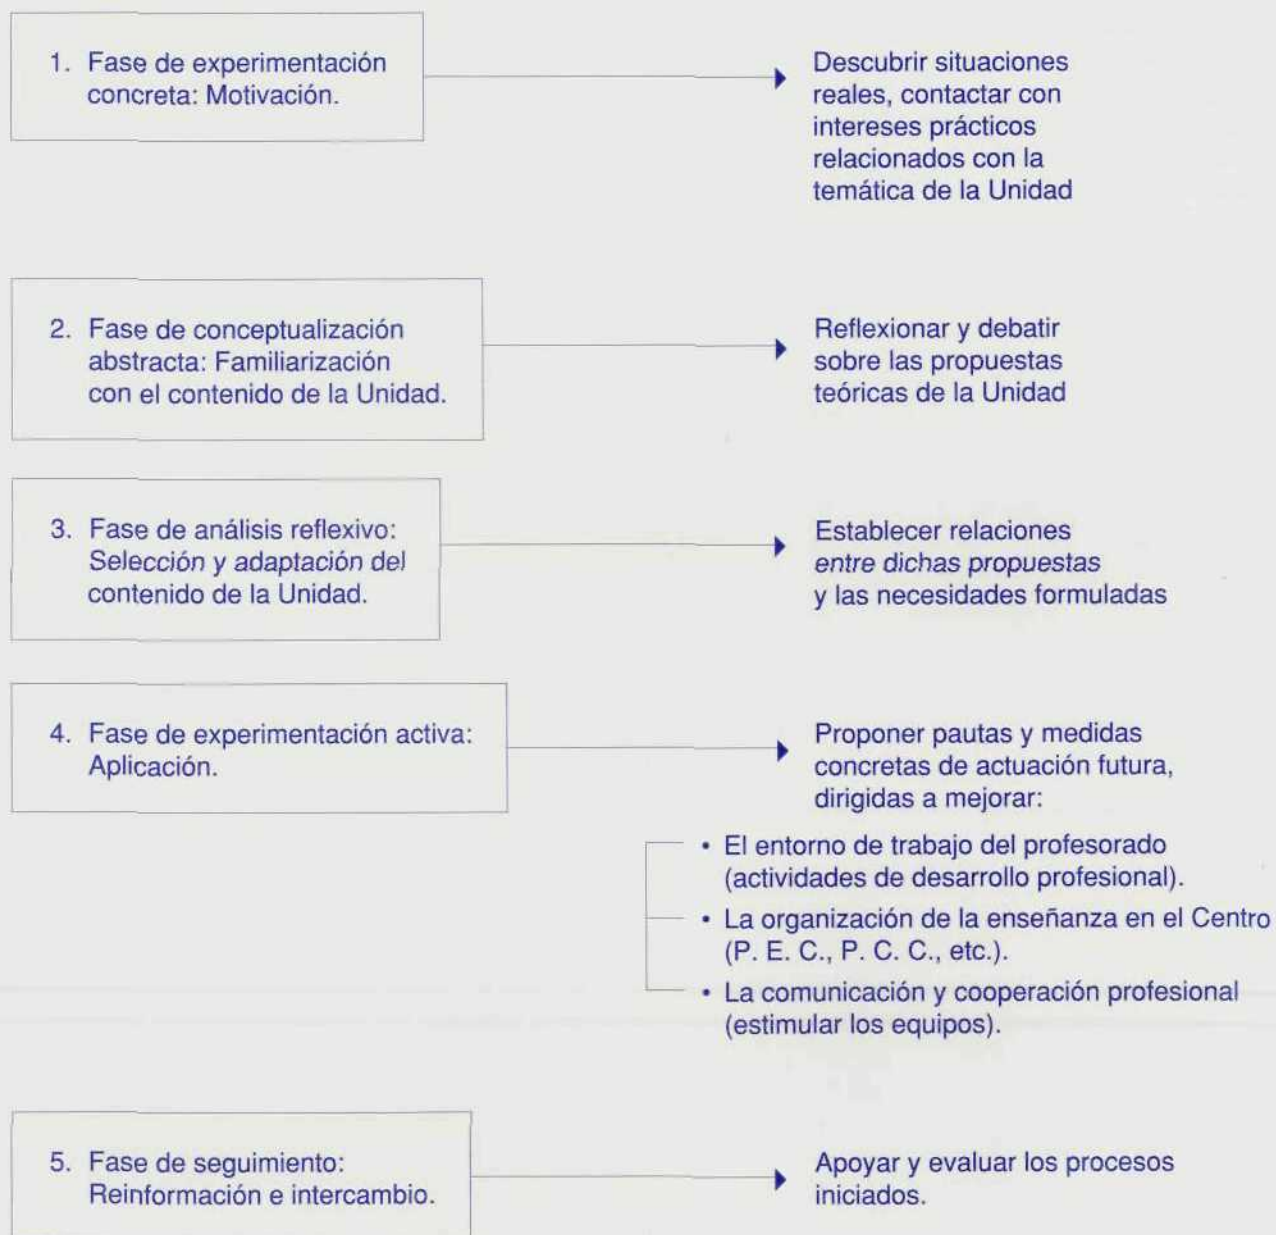 1. Fase de experimentación
concreta: Motivación.
Descubrir situaciones
reales, contactar con
intereses prácticos
relacionados con la
temática de la Unidad
2. Fase de conceptualización
abstracta: Familiarización
con el contenido de la Unidad.
Reflexionar y debatir
sobre las propuestas
teóricas de la Unidad
3. Fase de análisis reflexivo:
Selección y adaptación del
contenido de la Unidad.
Establecer relaciones
entre dichas propuestas
y las necesidades formuladas
4. Fase de experimentación activa:
Aplicación.
Proponer pautas y medidas
concretas de actuación futura,
dirigidas a mejorar:
• El entorno de trabajo del profesorado
(actividades de desarrollo profesional).
• La organización de la enseñanza en el Centro
(P. E. C., P. C. C., etc.).
• La comunicación y cooperación profesional
(estimular los equipos).
5. Fase de seguimiento:
Reinformación e intercambio.
Apoyar y evaluar los procesos
iniciados.